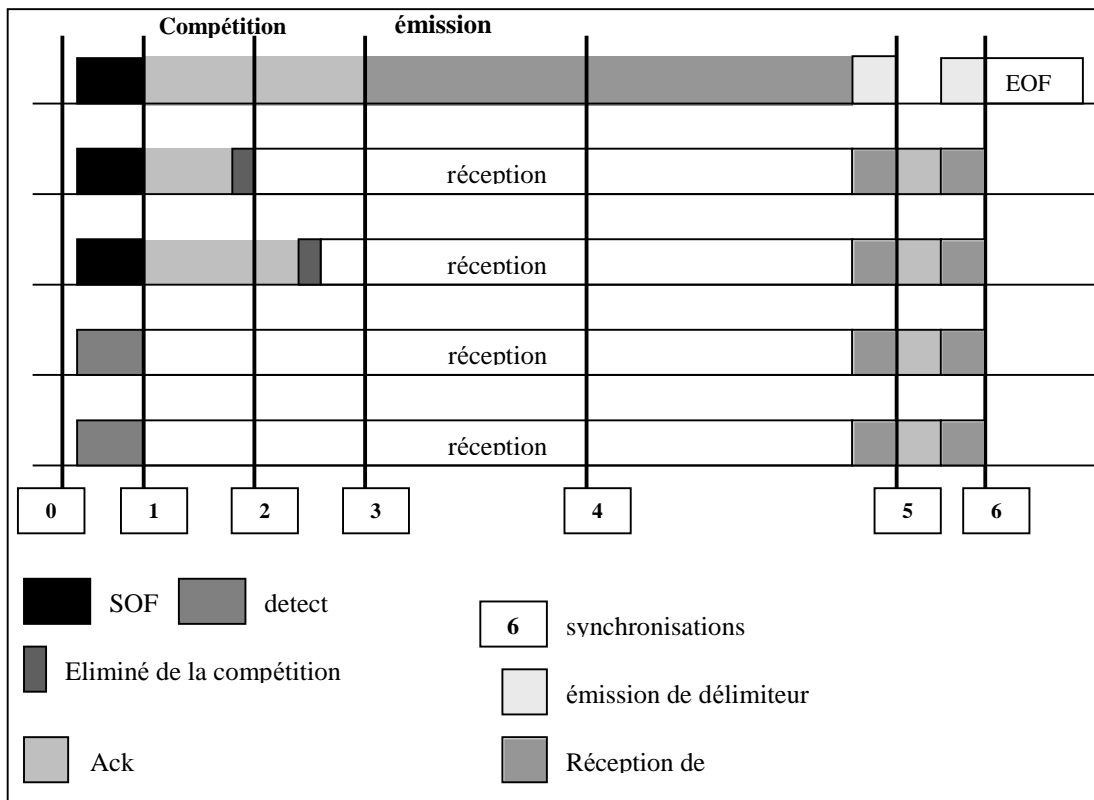 Compétition émission
EOF
réception
réception
réception
réception
0 1 2 3 4 5 6
SOF detect
6 synchronisations
Eliminé de la compétition
émission de délimiteur
Ack
Réception de